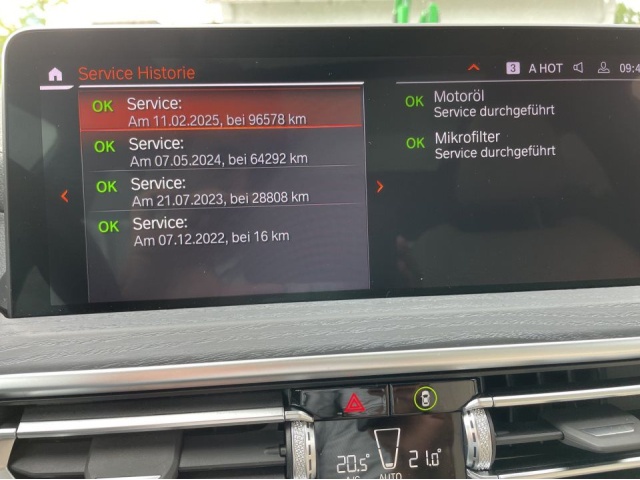 Service Historie
3 A HOT 09:4
OK Service:
Am 11.02.2025, bei 96578 km
OK Service:
Am 07.05.2024, bei 64292 km
OK Service:
Am 21.07.2023, bei 28808 km
OK Service:
Am 07.12.2022, bei 16 km
OK Motoröl
Service durchgeführt
OK Mikrofilter
Service durchgeführt
20.5° 21.0°
A/C AUTO